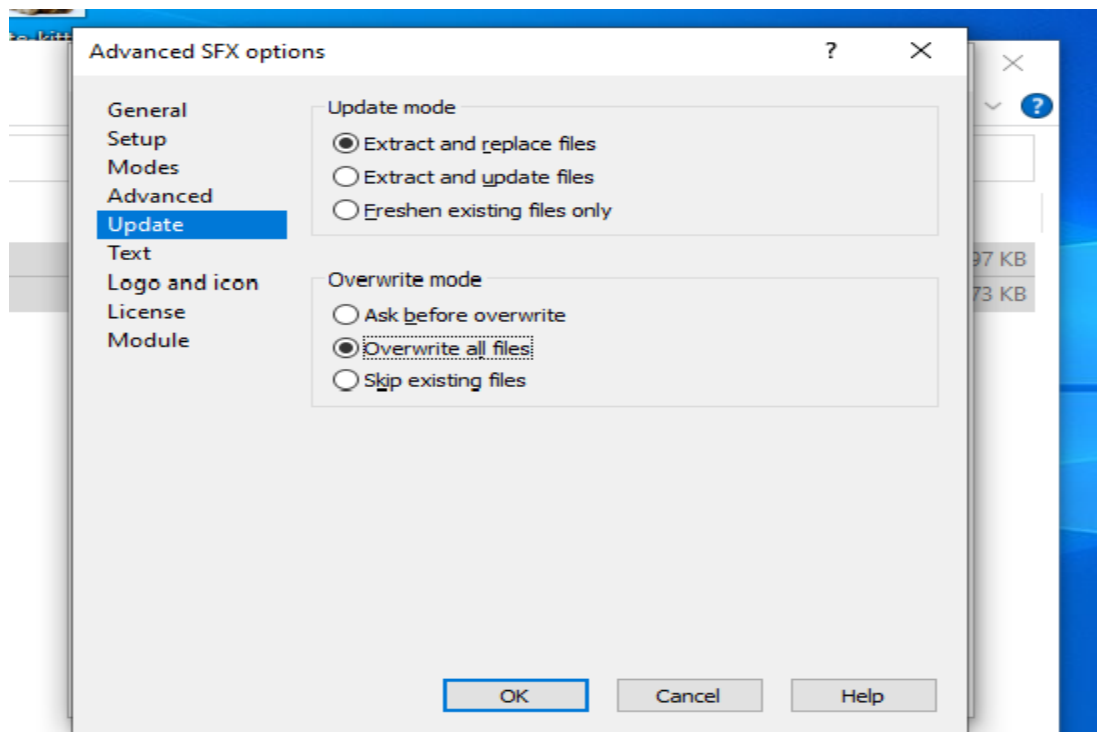 Advanced SFX options
?
General
Setup
Modes
Advanced
Update
Text
Logo and icon
License
Module
Update mode
Extract and replace files
Extract and update files
Freshen existing files only
Overwrite mode
Ask before overwrite
Overwrite all files
Skip existing files
OK
Cancel
Help
?
97 KB
73 KB